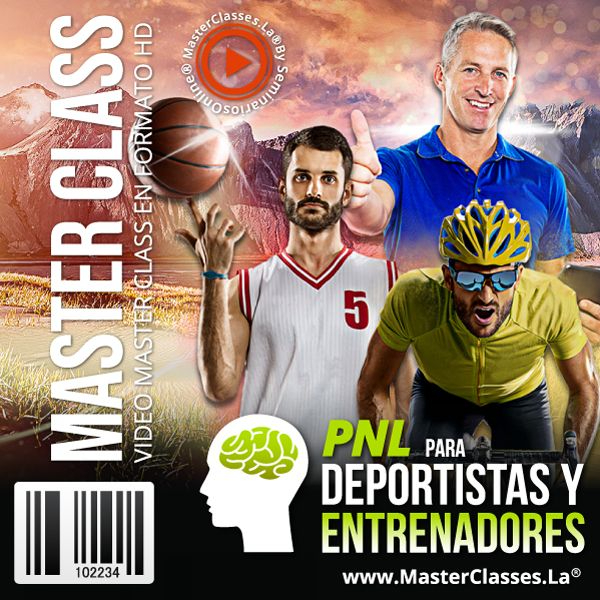 MASTER CLASS
VIDEO MASTER CLASS EN FORMATO HD
MasterClasses.La® By SeminariosOnline®
5
PNL PARA
DEPORTISTAS Y
ENTRENADORES
102234
www.MasterClasses.La®